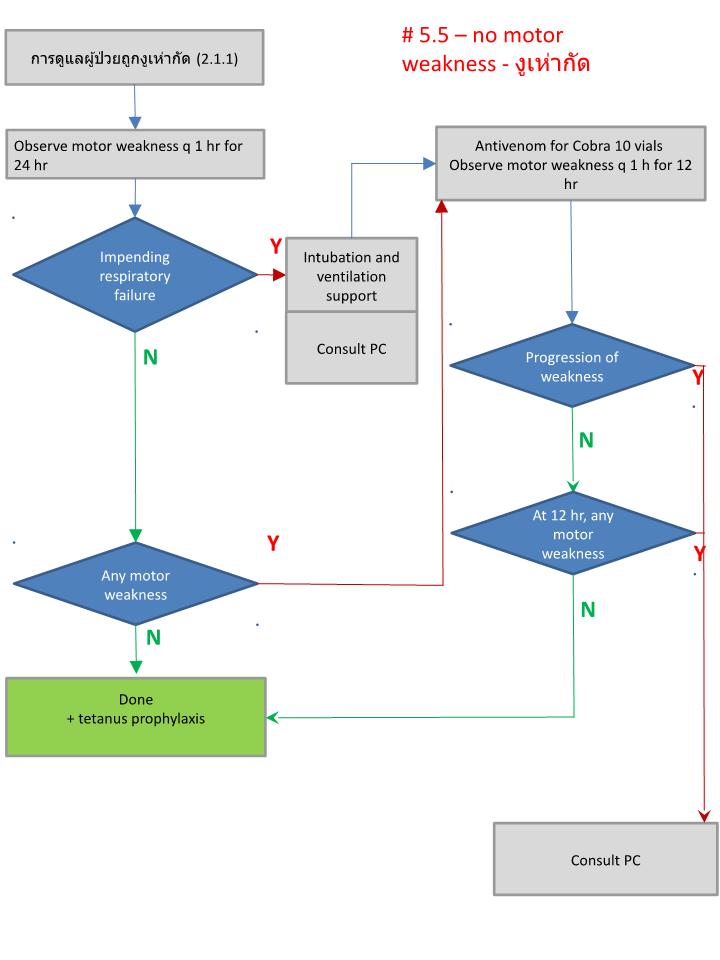 # 5.5 – no motor
weakness - งูเห่ากัด
การดูแลผู้ป่วยถูกงูเห่ากัด (2.1.1)
Observe motor weakness q 1 hr for
24 hr
Antivenom for Cobra 10 vials
Observe motor weakness q 1 h for 12
hr
Impending
respiratory
failure
Y
Intubation and
ventilation
support
Consult PC
N
Progression of
weakness
Y
N
At 12 hr, any
motor
weakness
Y
N
Any motor
weakness
Y
N
Done
+ tetanus prophylaxis
Consult PC